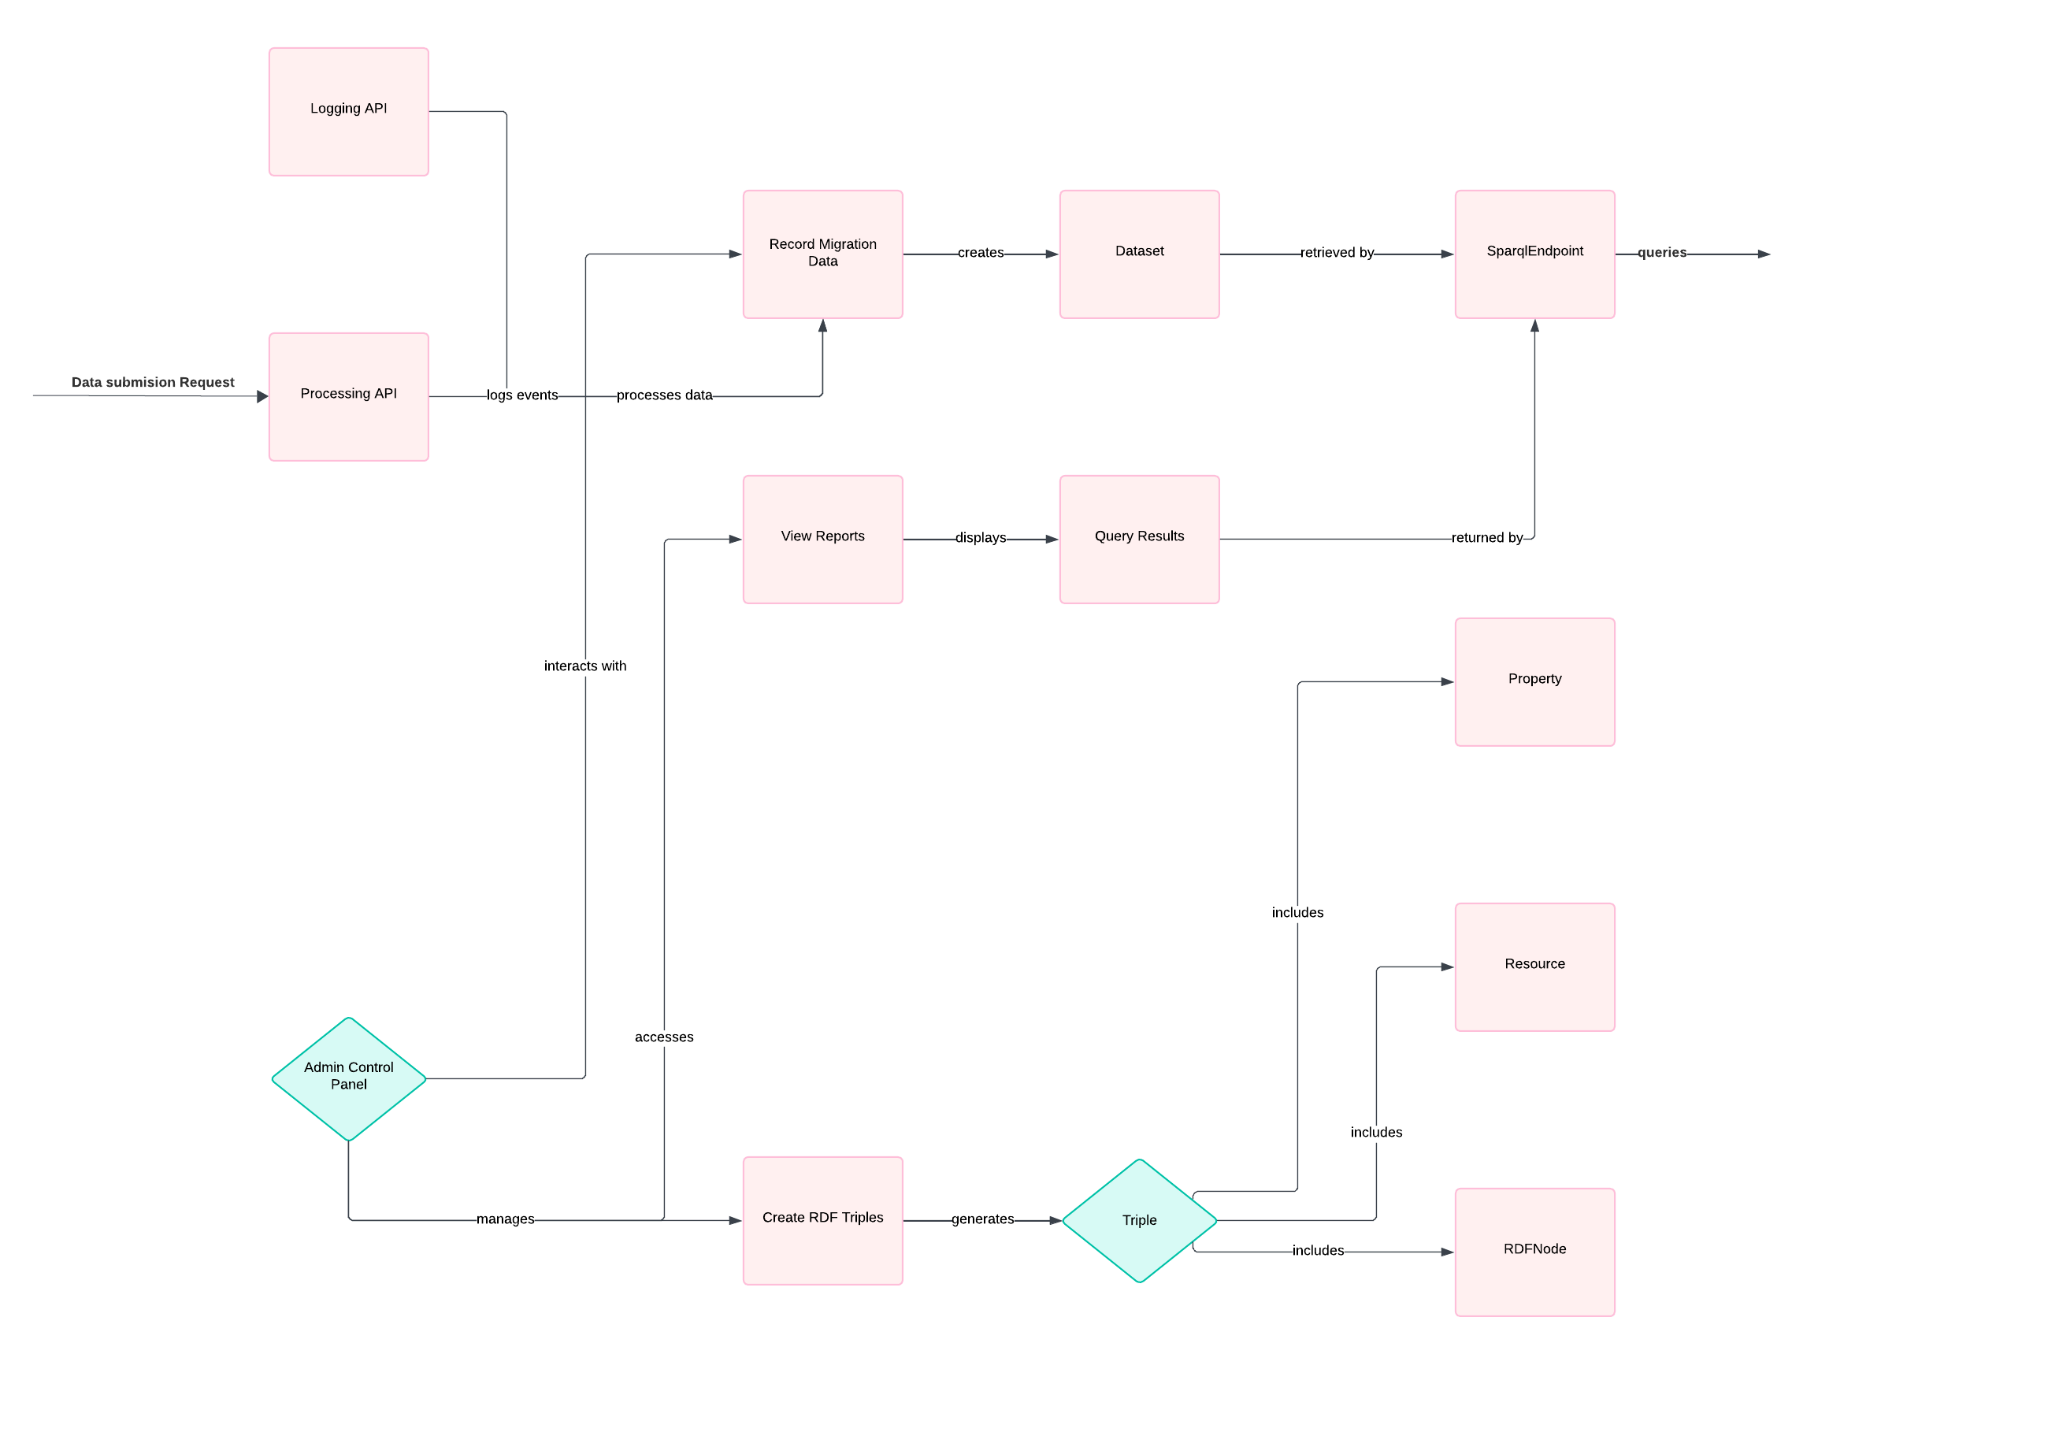 Logging API
Record Migration
Data
creates
Dataset
retrieved by
SparqlEndpoint
queries
Data submision Request
Processing API
logs events
processes data
View Reports
displays
Query Results
returned by
interacts with
Property
includes
Resource
accesses
Admin Control
Panel
includes
manages
Create RDF Triples
generates
Triple
includes
RDFNode